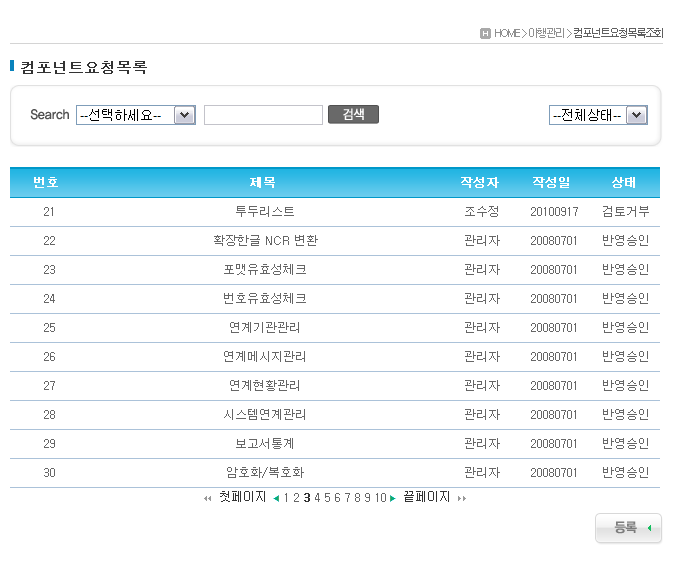 H HOME > 이행관리 > 컴포넌트요청목록조회
컴포넌트요청목록
Search --선택하세요-- 검색 --전체상태--
번호 제목 작성자 작성일 상태
21 투두리스트 조수정 20100917 검토거부
22 확장한글 NCR 변환 관리자 20080701 반영승인
23 포맷유효성체크 관리자 20080701 반영승인
24 번호유효성체크 관리자 20080701 반영승인
25 연계기관관리 관리자 20080701 반영승인
26 연계메시지관리 관리자 20080701 반영승인
27 연계현황관리 관리자 20080701 반영승인
28 시스템연계관리 관리자 20080701 반영승인
29 보고서통계 관리자 20080701 반영승인
30 암호화/복호화 관리자 20080701 반영승인
첫페이지 1 2 3 4 5 6 7 8 9 10 끝페이지
등록